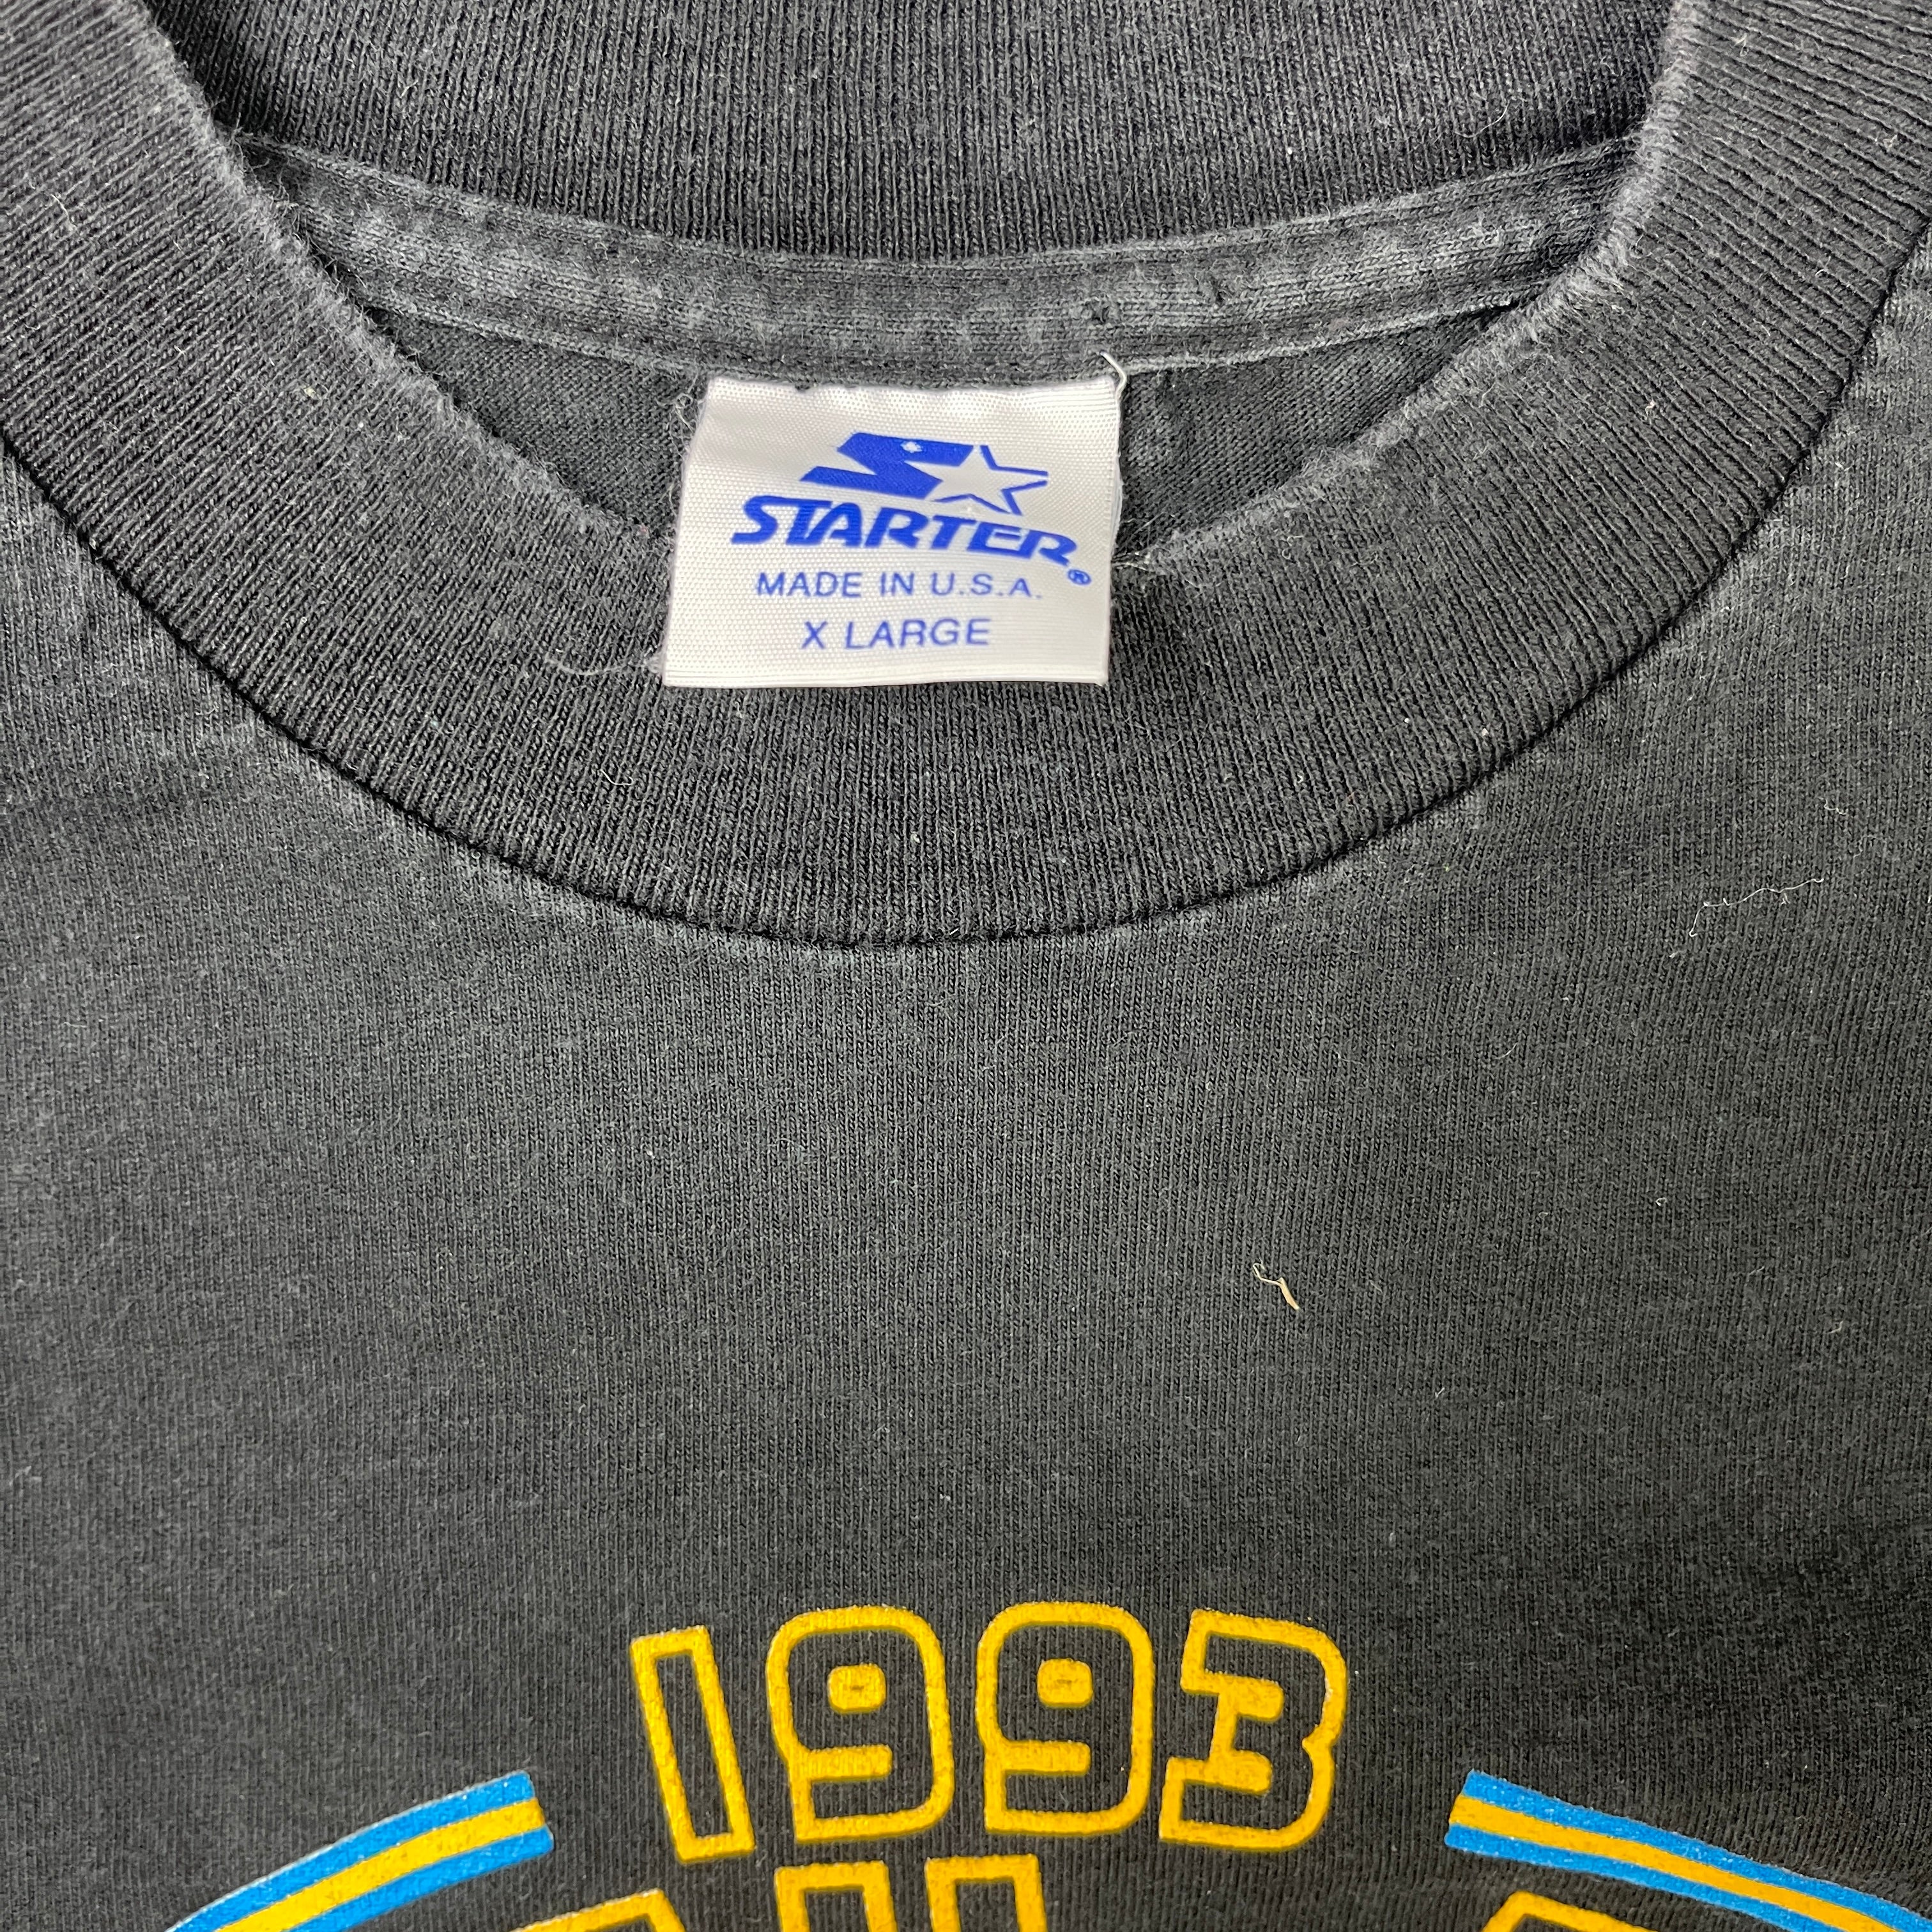 STARTER®
MADE IN U.S.A.
X LARGE
1993